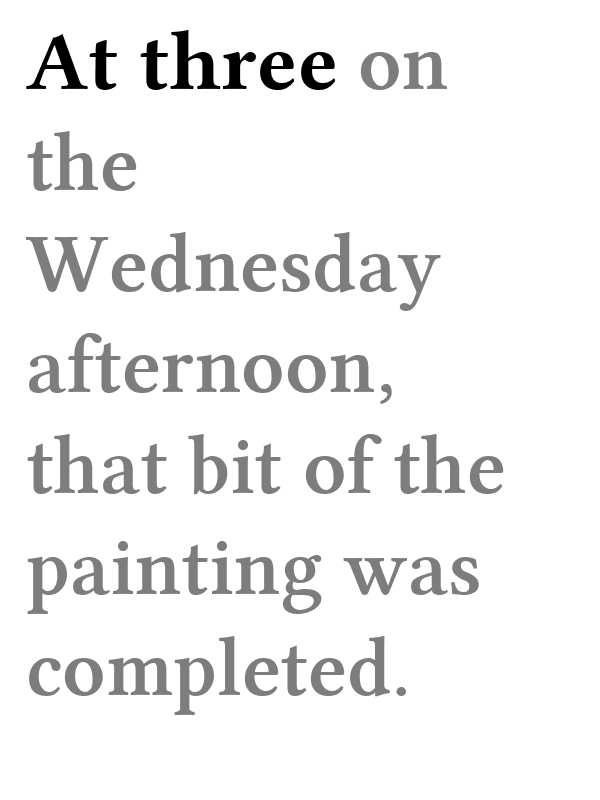 At three on
the
Wednesday
afternoon,
that bit of the
painting was
completed.